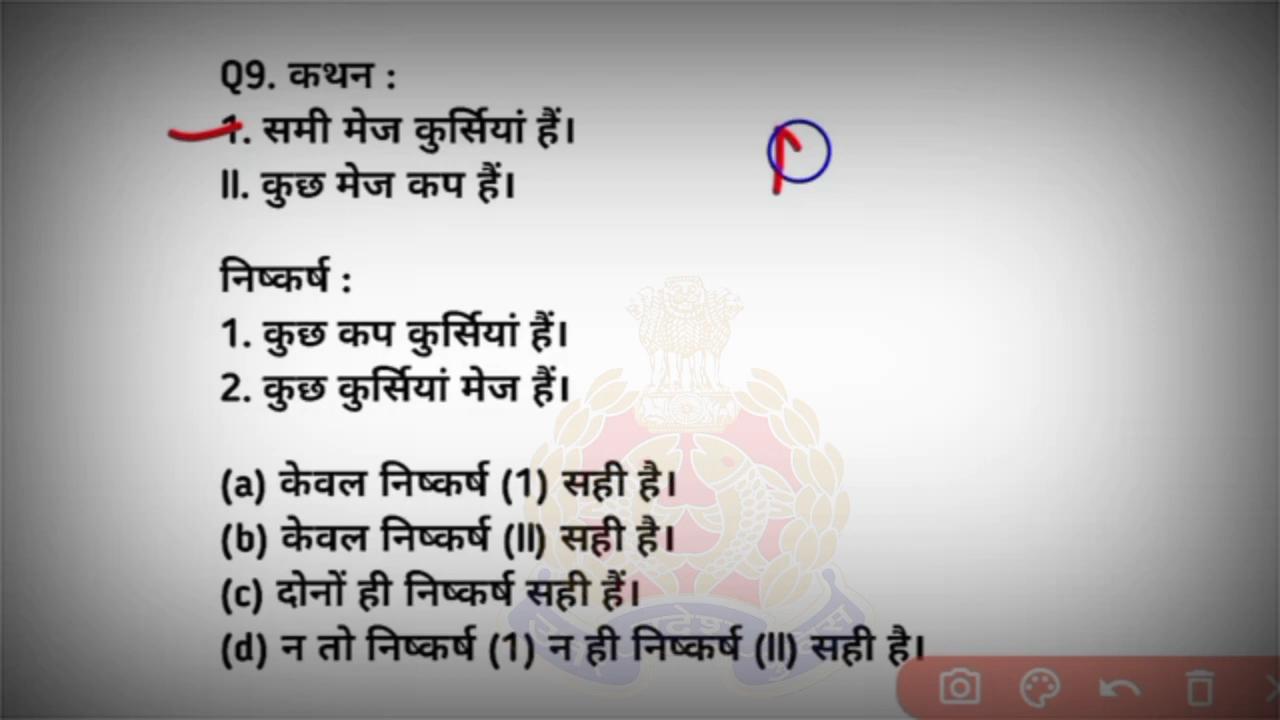 Q9. कथन :
1. समी मेज कुर्सियां हैं।
II. कुछ मेज कप हैं।
निष्कर्ष :
1. कुछ कप कुर्सियां हैं।
2. कुछ कुर्सियां मेज हैं।
(a) केवल निष्कर्ष (1) सही है।
(b) केवल निष्कर्ष (II) सही है।
(c) दोनों ही निष्कर्ष सही हैं।
(d) न तो निष्कर्ष (1) न ही निष्कर्ष (II) सही है।